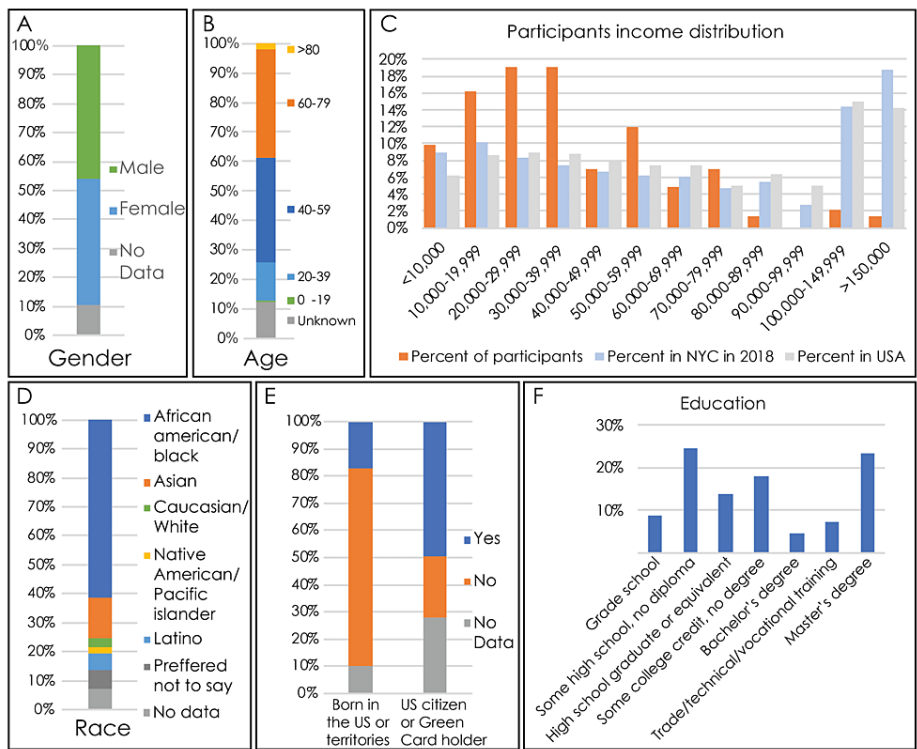 A
100%
90%
80%
70%
60%
50%
40%
30%
20%
10%
0%
Male
Female
No
Data
Gender
B
100%
90%
80%
70%
60%
50%
40%
30%
20%
10%
0%
>80
60-79
40-59
20-39
0 -19
Unknown
Age
C
Participants income distribution
20%
18%
16%
14%
12%
10%
8%
6%
4%
2%
0%
<10,000
10,000-19,999
20,000-29,999
30,000-39,999
40,000-49,999
50,000-59,999
60,000-69,999
70,000-79,999
80,000-89,999
90,000-99,999
100,000-149,999
>150,000
Percent of participants Percent in NYC in 2018 Percent in USA
D
100%
90%
80%
70%
60%
50%
40%
30%
20%
10%
0%
African
american/
black
Asian
Caucasian/
White
Native
American/
Pacific
islander
Latino
Preffered
not to say
No data
Race
E
100%
90%
80%
70%
60%
50%
40%
30%
20%
10%
0%
Yes
No
No
Data
Born in
the US or
territories
US citizen
or Green
Card holder
F
Education
30%
20%
10%
Grade school
Some high school, no diploma
High school graduate or equivalent
Some college credit, no degree
Bachelor's degree
Trade/technical/vocational training
Master's degree